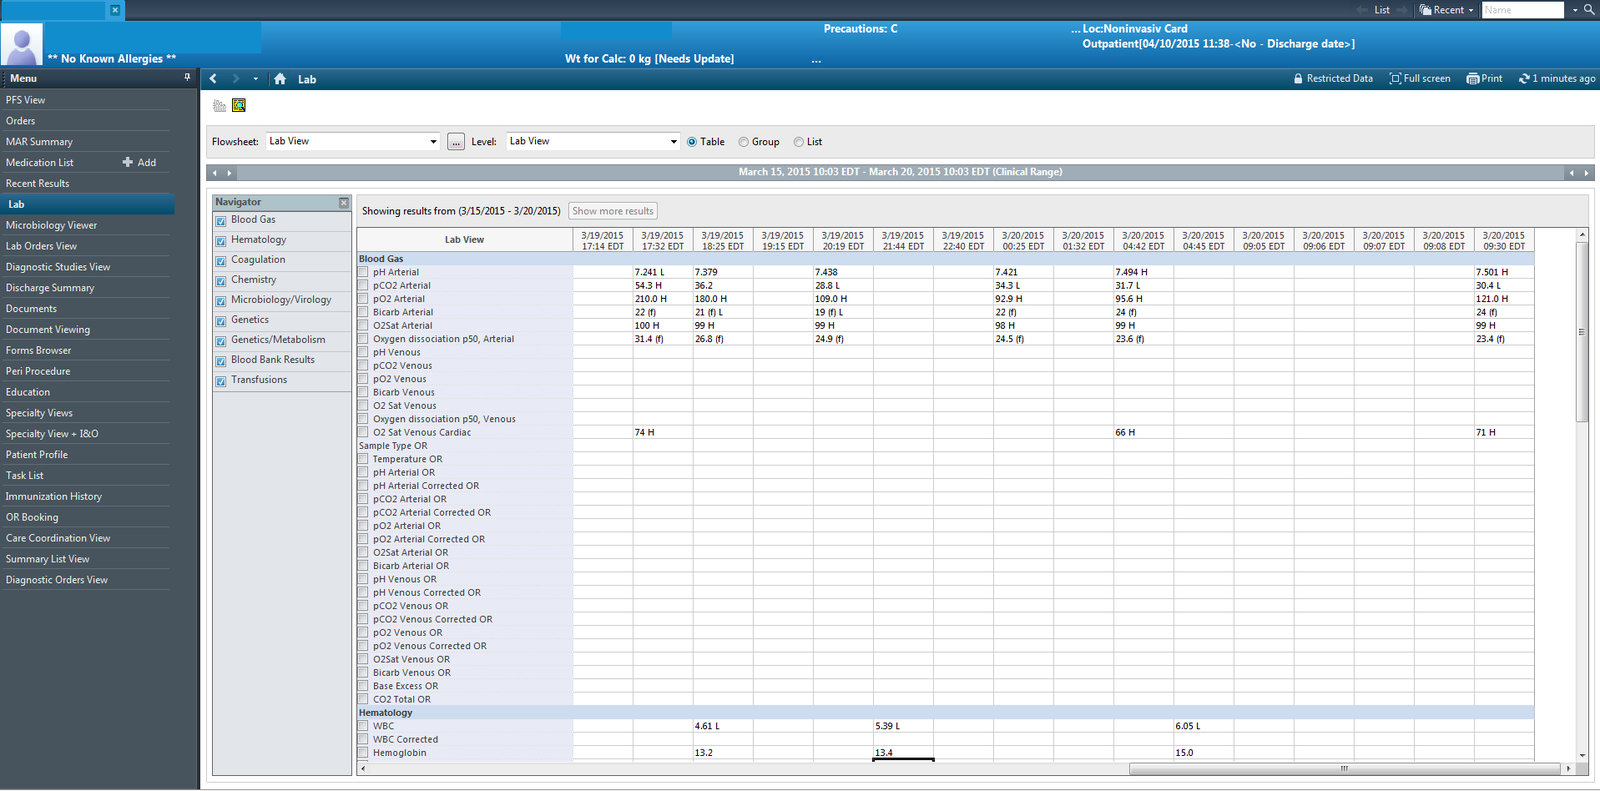 List Recent Name
Precautions: C ... Loc:Noninvasiv Card
Outpatient[04/10/2015 11:38-<No - Discharge date>]
** No Known Allergies ** Wt for Calc: 0 kg [Needs Update] ...
Menu Lab Restricted Data Full screen Print 1 minutes ago
PFS View
Orders
MAR Summary
Medication List Add
Recent Results
Lab
Microbiology Viewer
Lab Orders View
Diagnostic Studies View
Discharge Summary
Documents
Document Viewing
Forms Browser
Peri Procedure
Education
Specialty Views
Specialty View + I&O
Patient Profile
Task List
Immunization History
OR Booking
Care Coordination View
Summary List View
Diagnostic Orders View
Flowsheet: Lab View ... Level: Lab View Table Group List
March 15, 2015 10:03 EDT - March 20, 2015 10:03 EDT (Clinical Range)
Navigator
Blood Gas
Hematology
Coagulation
Chemistry
Microbiology/Virology
Genetics
Genetics/Metabolism
Blood Bank Results
Transfusions
Showing results from (3/15/2015 - 3/20/2015) Show more results
Lab View
3/19/2015 3/19/2015 3/19/2015 3/19/2015 3/19/2015 3/19/2015 3/19/2015 3/20/2015 3/20/2015 3/20/2015 3/20/2015 3/20/2015 3/20/2015 3/20/2015 3/20/2015 3/20/2015
17:14 EDT 17:32 EDT 18:25 EDT 19:15 EDT 20:19 EDT 21:44 EDT 22:40 EDT 00:25 EDT 01:32 EDT 04:42 EDT 04:45 EDT 09:05 EDT 09:06 EDT 09:07 EDT 09:08 EDT 09:30 EDT
Blood Gas
pH Arterial 7.241 L 7.379 7.438 7.421 7.494 H 7.501 H
pCO2 Arterial 54.3 H 36.2 28.8 L 34.3 L 31.7 L 30.4 L
pO2 Arterial 210.0 H 180.0 H 109.0 H 92.9 H 95.6 H 121.0 H
Bicarb Arterial 22 (f) 21 (f) L 19 (f) L 22 (f) 24 (f) 24 (f)
O2Sat Arterial 100 H 99 H 99 H 98 H 99 H 99 H
Oxygen dissociation p50, Arterial 31.4 (f) 26.8 (f) 24.9 (f) 24.5 (f) 23.6 (f) 23.4 (f)
pH Venous
pCO2 Venous
pO2 Venous
Bicarb Venous
O2 Sat Venous
Oxygen dissociation p50, Venous
O2 Sat Venous Cardiac 74 H 66 H 71 H
Sample Type OR
Temperature OR
pH Arterial OR
pH Arterial Corrected OR
pCO2 Arterial OR
pCO2 Arterial Corrected OR
pO2 Arterial OR
pO2 Arterial Corrected OR
O2Sat Arterial OR
Bicarb Arterial OR
pH Venous OR
pH Venous Corrected OR
pCO2 Venous OR
pCO2 Venous Corrected OR
pO2 Venous OR
pO2 Venous Corrected OR
O2Sat Venous OR
Bicarb Venous OR
Base Excess OR
CO2 Total OR
Hematology
WBC 4.61 L 5.39 L 6.05 L
WBC Corrected
Hemoglobin 13.2 13.4 15.0